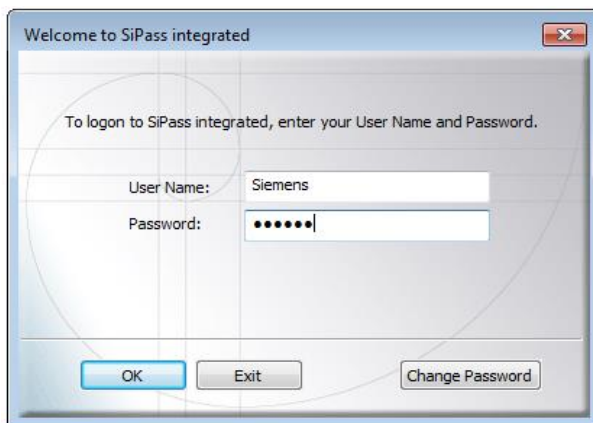 Welcome to SiPass integrated
To logon to SiPass integrated, enter your User Name and Password.
User Name: Siemens
Password: ●●●●●●
OK Exit Change Password